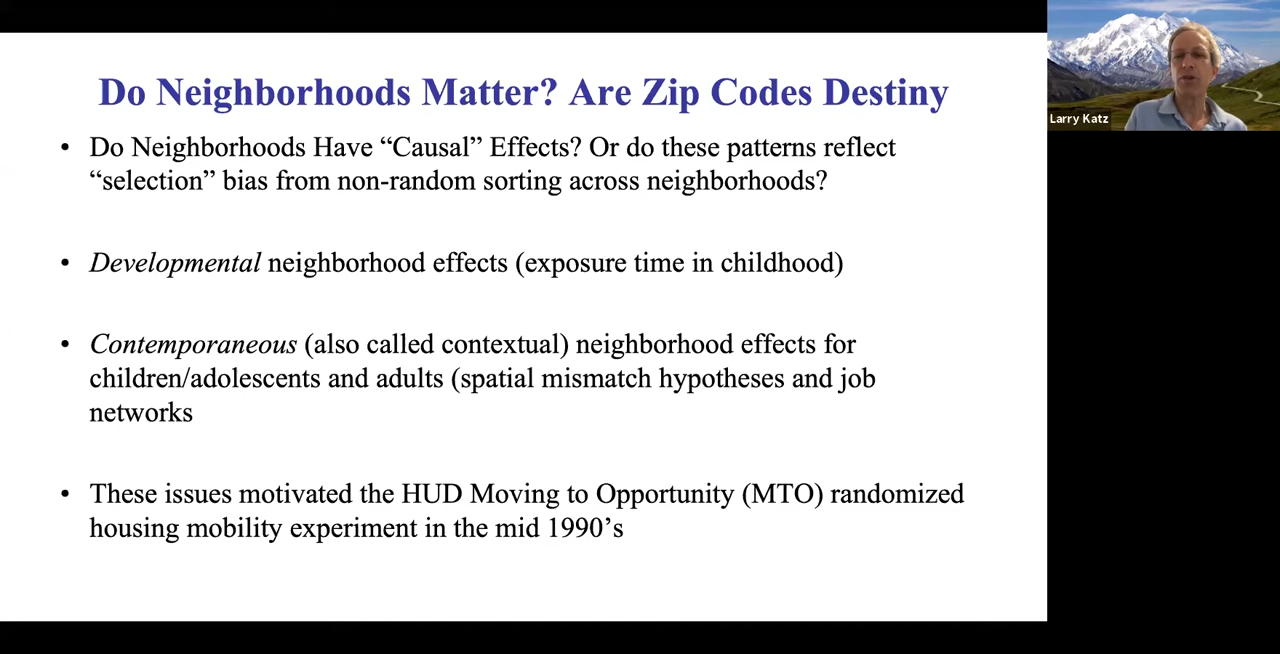 Do Neighborhoods Matter? Are Zip Codes Destiny
• Do Neighborhoods Have “Causal” Effects? Or do these patterns reflect
“selection” bias from non-random sorting across neighborhoods?
• Developmental neighborhood effects (exposure time in childhood)
• Contemporaneous (also called contextual) neighborhood effects for
children/adolescents and adults (spatial mismatch hypotheses and job
networks
• These issues motivated the HUD Moving to Opportunity (MTO) randomized
housing mobility experiment in the mid 1990’s
Larry Katz